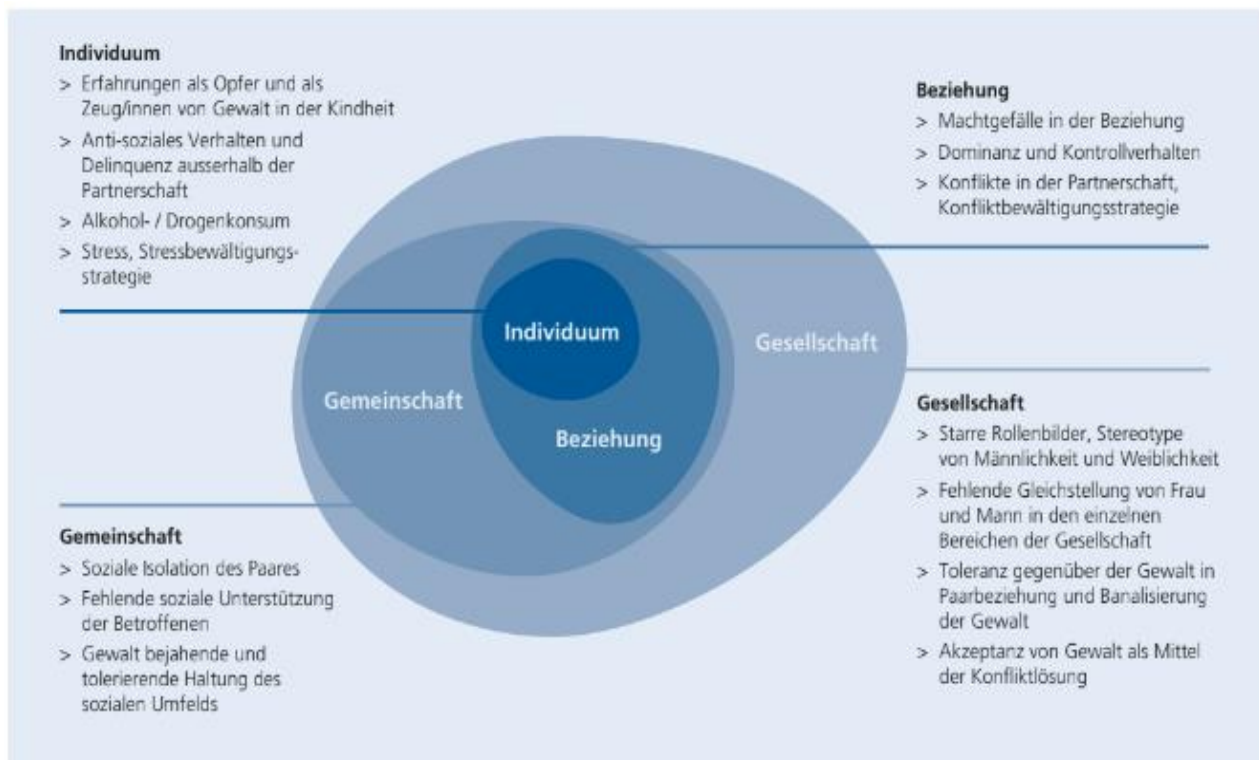 Individuum
> Erfahrungen als Opfer und als
Zeug/innen von Gewalt in der Kindheit
> Anti-soziales Verhalten und
Delinquenz ausserhalb der
Partnerschaft
> Alkohol- / Drogenkonsum
> Stress, Stressbewältigungs-
strategie
Beziehung
> Machtgefälle in der Beziehung
> Dominanz und Kontrollverhalten
> Konflikte in der Partnerschaft,
Konfliktbewältigungsstrategie
Individuum
Gesellschaft
Gemeinschaft
Beziehung
Gemeinschaft
> Soziale Isolation des Paares
> Fehlende soziale Unterstützung
der Betroffenen
> Gewalt bejahende und
tolerierende Haltung des
sozialen Umfelds
Gesellschaft
> Starre Rollenbilder, Stereotype
von Männlichkeit und Weiblichkeit
> Fehlende Gleichstellung von Frau
und Mann in den einzelnen
Bereichen der Gesellschaft
> Toleranz gegenüber der Gewalt in
Paarbeziehung und Banalisierung
der Gewalt
> Akzeptanz von Gewalt als Mittel
der Konfliktlösung